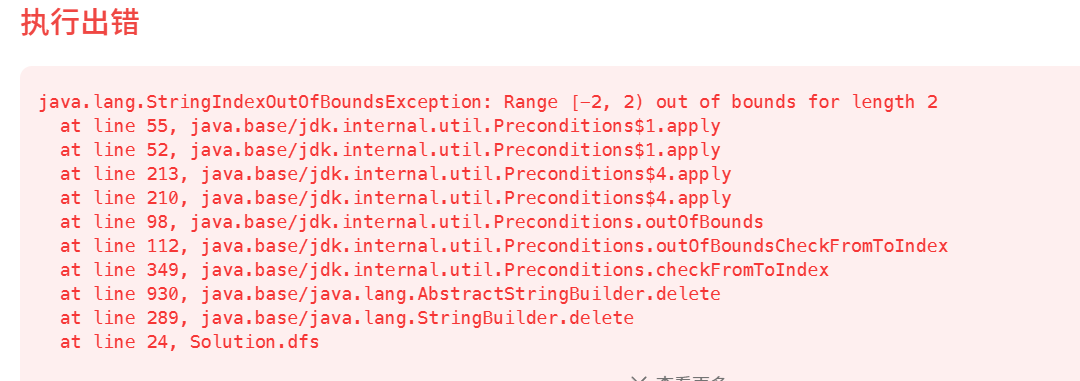 执行出错
java.lang.StringIndexOutOfBoundsException: Range [-2, 2) out of bounds for length 2
at line 55, java.base/jdk.internal.util.Preconditions$1.apply
at line 52, java.base/jdk.internal.util.Preconditions$1.apply
at line 213, java.base/jdk.internal.util.Preconditions$4.apply
at line 210, java.base/jdk.internal.util.Preconditions$4.apply
at line 98, java.base/jdk.internal.util.Preconditions.outOfBounds
at line 112, java.base/jdk.internal.util.Preconditions.outOfBoundsCheckFromToIndex
at line 349, java.base/jdk.internal.util.Preconditions.checkFromToIndex
at line 930, java.base/java.lang.AbstractStringBuilder.delete
at line 289, java.base/java.lang.StringBuilder.delete
at line 24, Solution.dfs